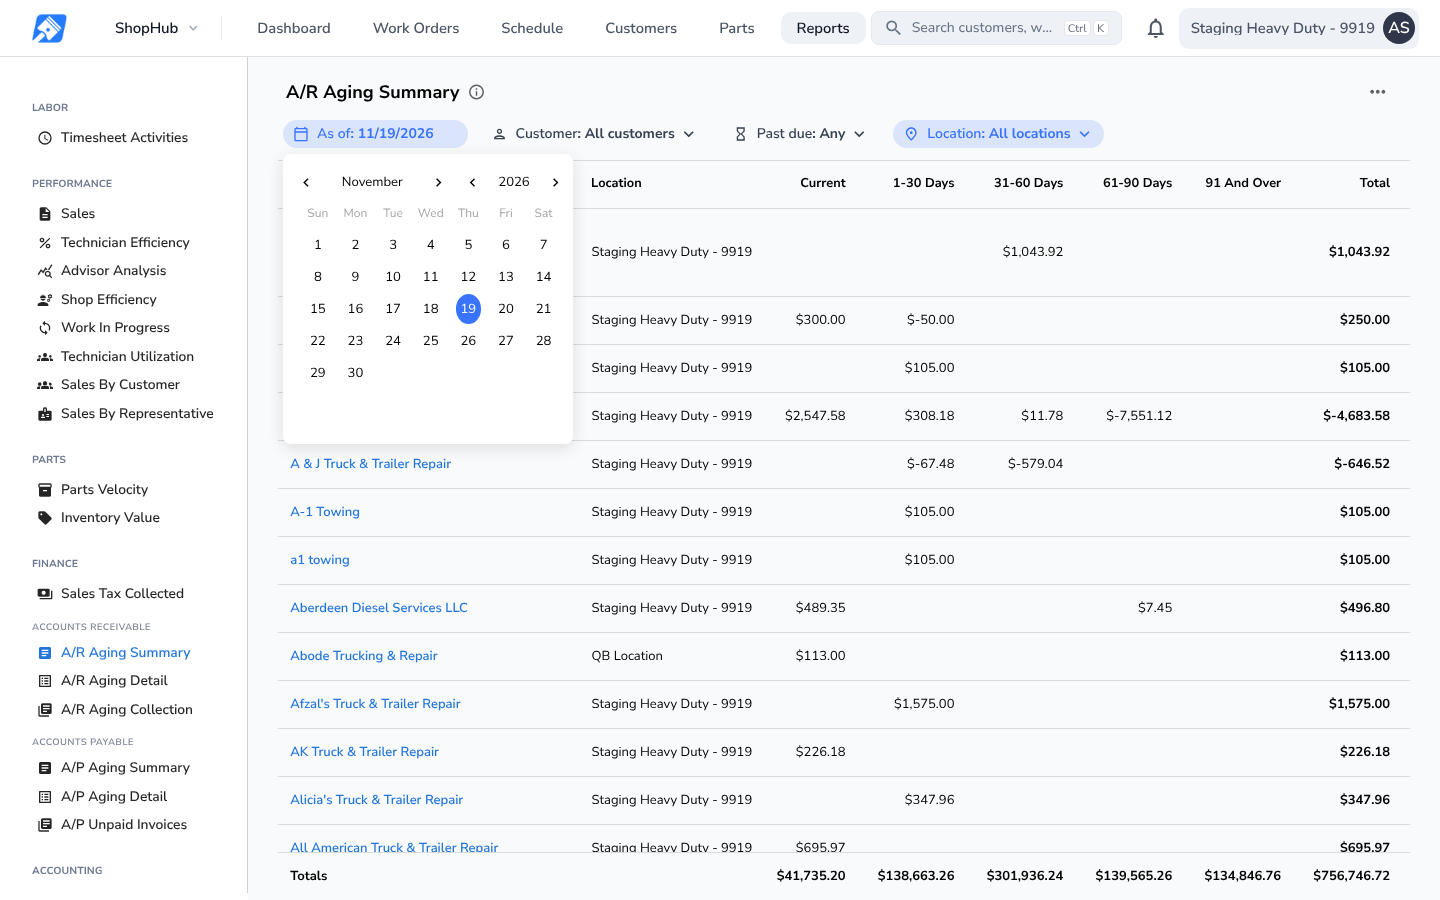 ShopHub
Dashboard
Work Orders
Schedule
Customers
Parts
Reports
Search customers, w...
Ctrl
K
Staging Heavy Duty - 9919
AS
LABOR
Timesheet Activities
PERFORMANCE
Sales
Technician Efficiency
Advisor Analysis
Shop Efficiency
Work In Progress
Technician Utilization
Sales By Customer
Sales By Representative
PARTS
Parts Velocity
Inventory Value
FINANCE
Sales Tax Collected
ACCOUNTS RECEIVABLE
A/R Aging Summary
A/R Aging Detail
A/R Aging Collection
ACCOUNTS PAYABLE
A/P Aging Summary
A/P Aging Detail
A/P Unpaid Invoices
ACCOUNTING
A/R Aging Summary
As of: 11/19/2026
Customer: All customers
Past due: Any
Location: All locations
November
2026
Sun Mon Tue Wed Thu Fri Sat
1 2 3 4 5 6 7
8 9 10 11 12 13 14
15 16 17 18 19 20 21
22 23 24 25 26 27 28
29 30
Location Current 1-30 Days 31-60 Days 61-90 Days 91 And Over Total
Staging Heavy Duty - 9919 $1,043.92 $1,043.92
Staging Heavy Duty - 9919 $300.00 $-50.00 $250.00
Staging Heavy Duty - 9919 $105.00 $105.00
Staging Heavy Duty - 9919 $2,547.58 $308.18 $11.78 $-7,551.12 $-4,683.58
A & J Truck & Trailer Repair Staging Heavy Duty - 9919 $-67.48 $-579.04 $-646.52
A-1 Towing Staging Heavy Duty - 9919 $105.00 $105.00
a1 towing Staging Heavy Duty - 9919 $105.00 $105.00
Aberdeen Diesel Services LLC Staging Heavy Duty - 9919 $489.35 $7.45 $496.80
Abode Trucking & Repair QB Location $113.00 $113.00
Afzal's Truck & Trailer Repair Staging Heavy Duty - 9919 $1,575.00 $1,575.00
AK Truck & Trailer Repair Staging Heavy Duty - 9919 $226.18 $226.18
Alicia's Truck & Trailer Repair Staging Heavy Duty - 9919 $347.96 $347.96
All American Truck & Trailer Repair Staging Heavy Duty - 9919 $695.97 $695.97
Totals $41,735.20 $138,663.26 $301,936.24 $139,565.26 $134,846.76 $756,746.72